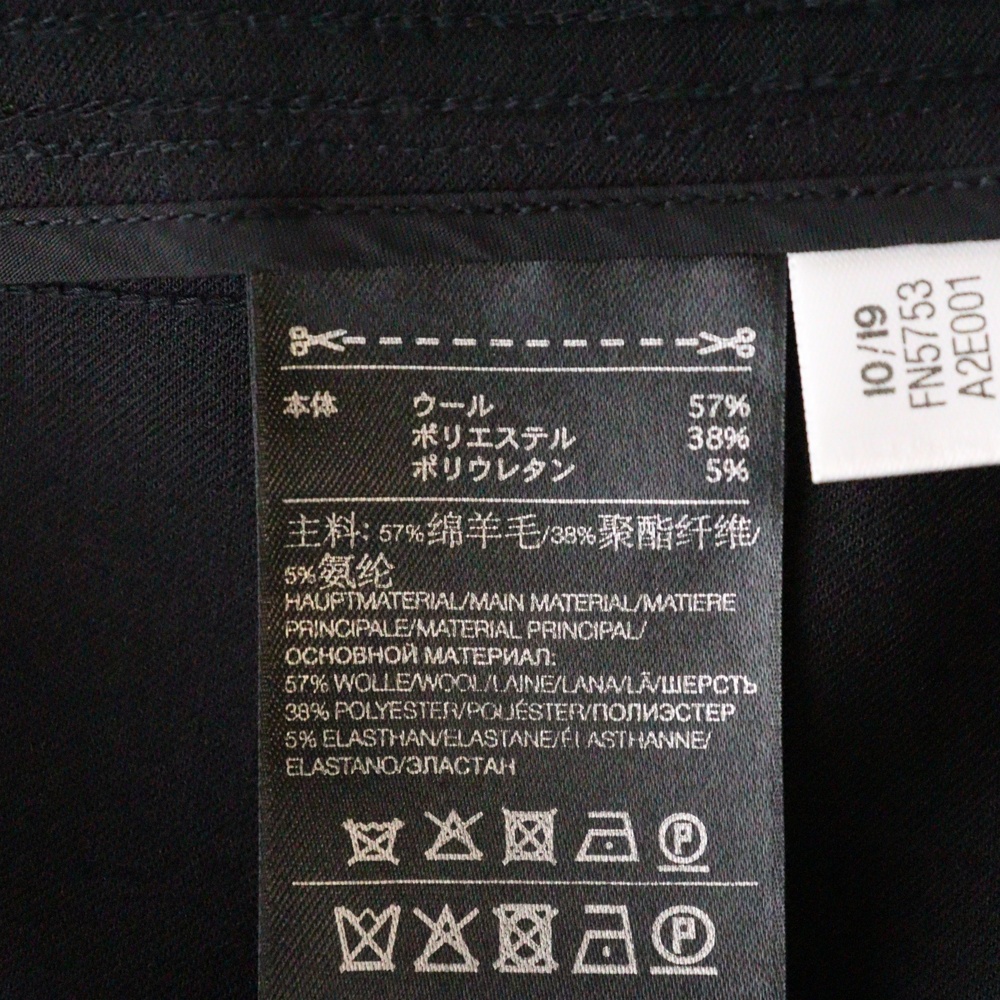 本体 ウール 57%
ポリエステル 38%
ポリウレタン 5%
主料: 57%绵羊毛/38%聚酯纤维/
5%氨纶
HAUPTMATERIAL/MAIN MATERIAL/MATIERE
PRINCIPALE/MATERIAL PRINCIPAL/
ОСНОВНОЙ МАТЕРИАЛ:
57% WOLLE/WOOL/LAINE/LANA/LÃ/ШЕРСТЬ
38% POLYESTER/POLIÉSTER/ПОЛИЭСТЕР
5% ELASTHAN/ELASTANE/ÉLASTHANNE/
ELASTANO/ЭЛАСТАН
P
P
10/19
FN5753
A2E001